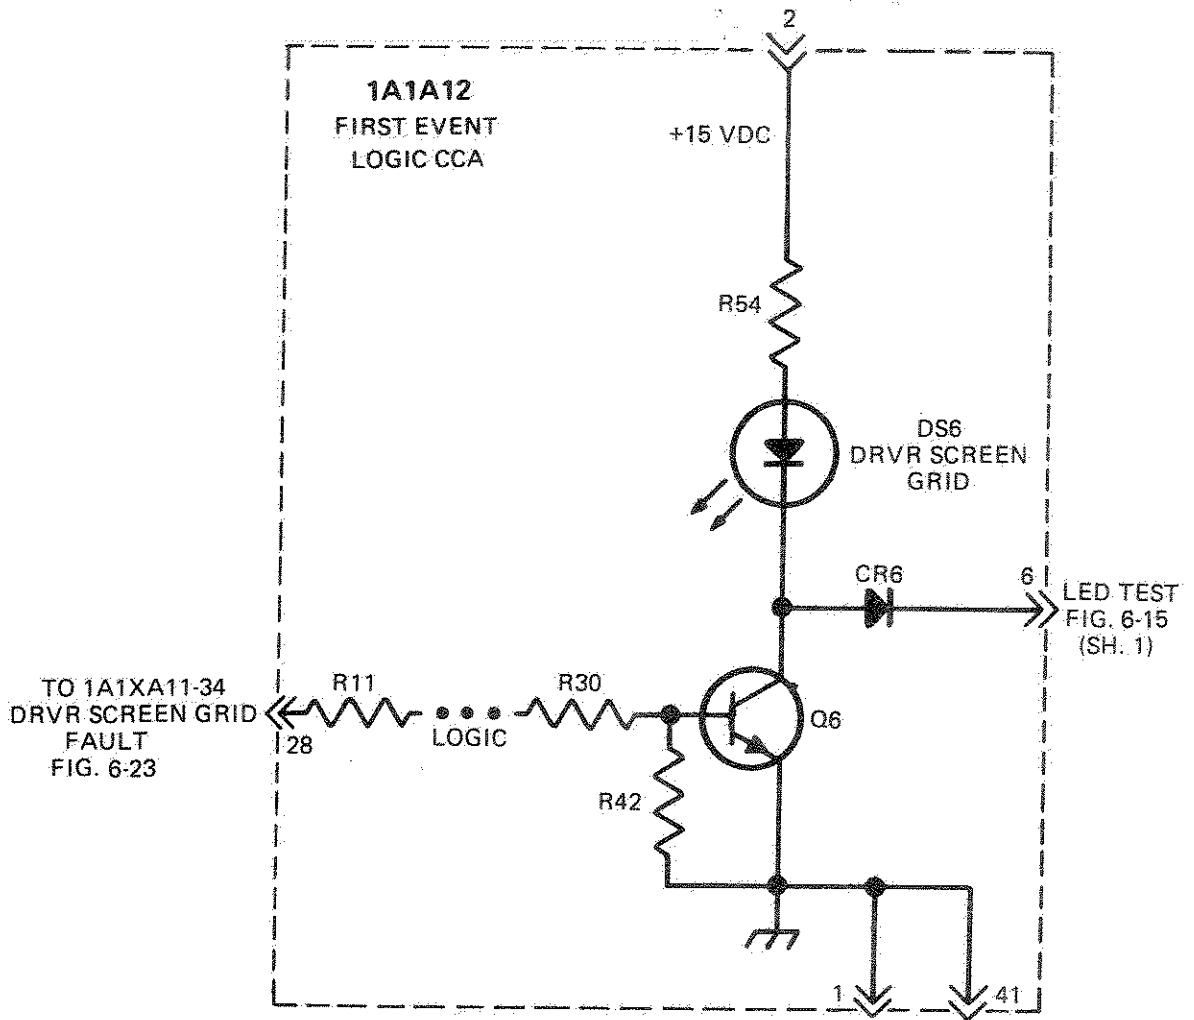 2
1A1A12
FIRST EVENT
LOGIC CCA
+15 VDC
R54
DS6
DRVR SCREEN
GRID
CR6
6
LED TEST
FIG. 6-15
(SH. 1)
TO 1A1XA11-34
DRVR SCREEN GRID
FAULT
FIG. 6-23
28
R11
LOGIC
R30
Q6
R42
1
41